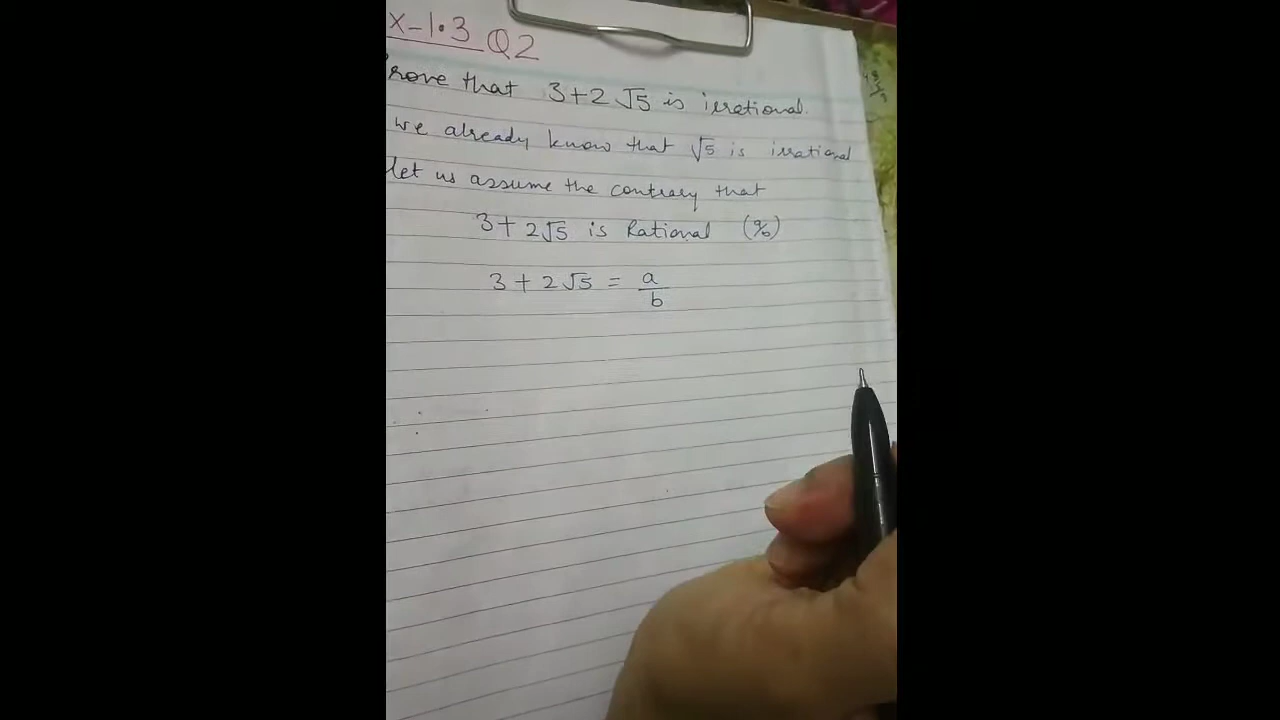 x-1.3 Q2
rove that 3+2√5 is irrational.
we already know that √5 is irrational
let us assume the contrary that
3+2√5 is Rational (a/b)
3+2√5 = a/b